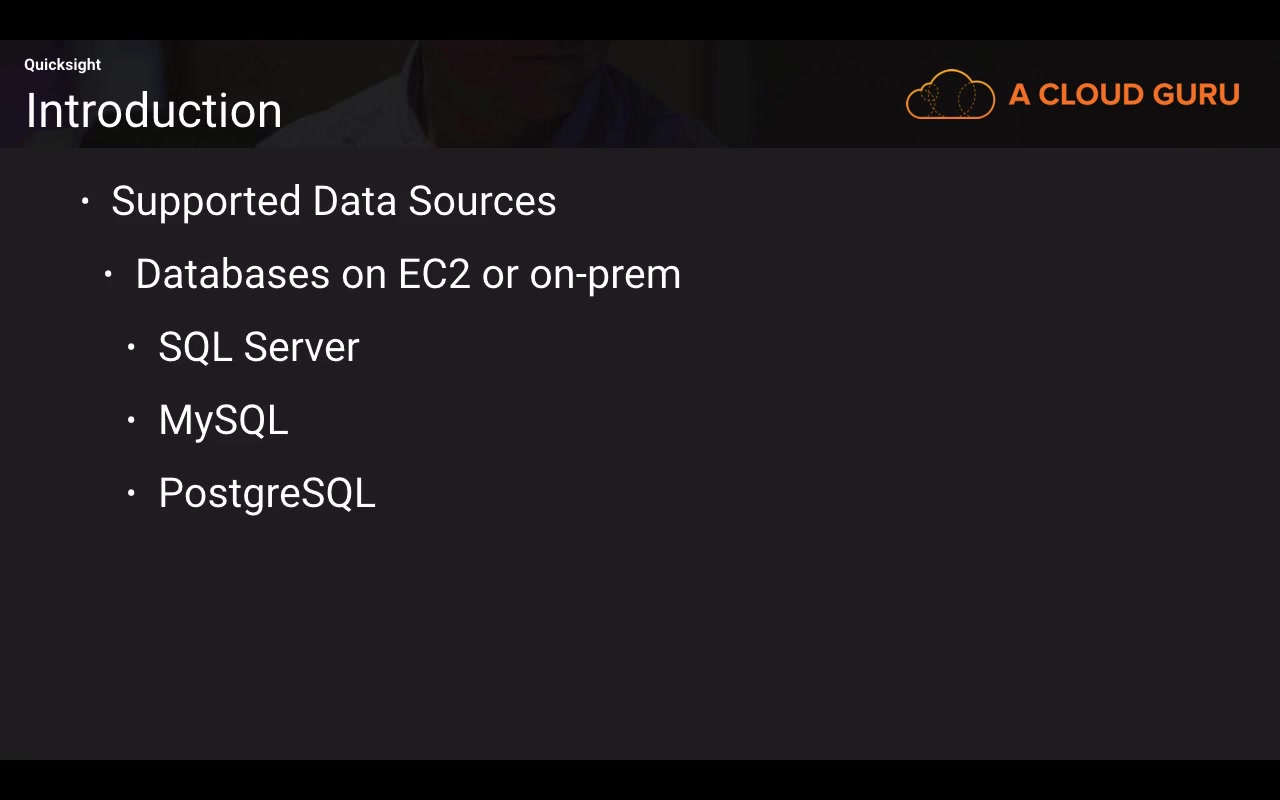 Quicksight
Introduction
A CLOUD GURU
• Supported Data Sources
• Databases on EC2 or on-prem
• SQL Server
• MySQL
• PostgreSQL